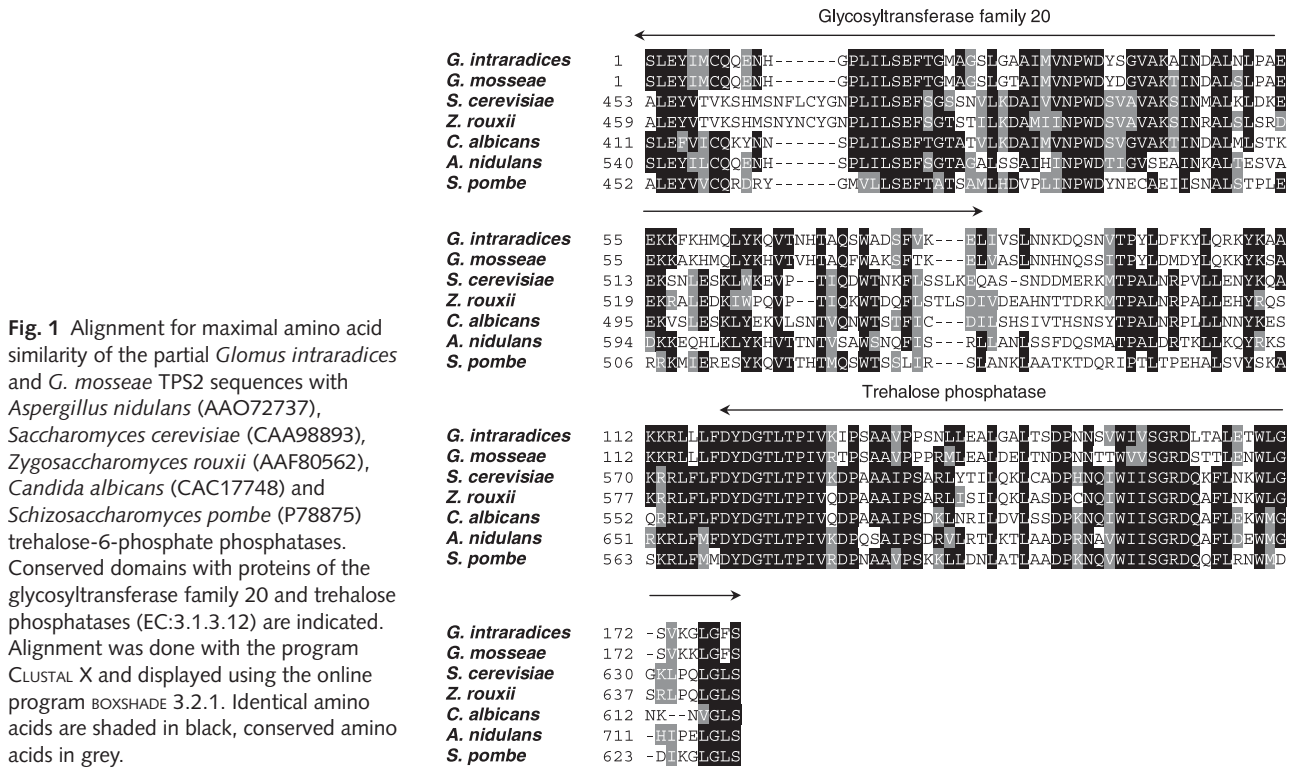 Glycosyltransferase family 20
G. intraradices 1 SLEYIMCQQENH------GPLILSEFTGMAGSLGAAIMVNPWDYSGVAKAINDALNLPAE
G. mosseae 1 SLEYIMCQQENH------GPLILSEFTGMAGSLGTAIMVNPWDYDGVAKTINDALSLPAE
S. cerevisiae 453 ALEYVTVKSHMSNFLCYGNPLILSEFSGSSNVLKDAIVVNPWDSVAVAKSINMALKLDKE
Z. rouxii 459 ALEYVTVKSHMSNYNCYGNPLILSEFSGTSTILKDAMIINPWDSVAVAKSINRALSLSRD
C. albicans 411 SLEFVICQKYNN------SPLILSEFTGTATVLKDAIMVNPWDSTGVAKTINDALMLSTK
A. nidulans 540 SLEYILCQQENH------SPLILSEFSGTAGALSSAIHINPWDTIGVSEAINKALTESVA
S. pombe 452 ALEYVVCQRDRY------GMVLLSEFTATSAMLHDVPLINPWDYNECAEIISNALSTPLE
G. intraradices 55 EKKFKHMQLYKQVTNHTAQSWADSFVK---ELIVSLNNKDQSNVTPYLDFKYLQRKYKAA
G. mosseae 55 EKKAKHMQLYKHVTVHTAQFWAKSFTK---ELVASLNNHNQSSITPYLDMDYLQKKYKSA
S. cerevisiae 513 EKSNLESKLWKEVP--TIQDWTNKFLSSLKEQAS-SNDDMERKMTPALNRPVLLENYKQA
Z. rouxii 519 EKRALEDKIWPQVP--TIQKWTDQFLSTLSDIVDEAHNTTDRKMTPALNRPALLEHYRQS
C. albicans 495 EKVSLESKLYEKVLSNTVQNWTSTFIC---DILSHSIVTHSNSYTPALNRPLLLNNYKES
A. nidulans 594 DKKEQHLKLYKHVTTNTVSAWSNQFIS---RLLANLSSFDQSMATPALDRTKLLKQYRKS
S. pombe 506 RRKMIERESYKQVTTHTMQSWTSSLIR---SLANKLAATKTDQRIPTLTPEHALSVYSKA
Trehalose phosphatase
G. intraradices 112 KKRLLLFDYDGTLTPIVKIPSAAVPPSNLLEALGALTSDPNNSVWIVSGRDLTALETWLG
G. mosseae 112 KKRLLLFDYDGTLTPIVRTPSAAVPPPRMLEALDELTNDPNNTTWVVSGRDSTTLENWLG
S. cerevisiae 570 KRRLFLFDYDGTLTPIVKDPAAAIPSARLYTILQKLCADPHNQIWIISGRDQKFLNKWLG
Z. rouxii 577 KRRLFLFDYDGTLTPIVQDPAAAIPSARLISILQKLASDPCNQIWIISGRDQAFLNKWLG
C. albicans 552 QRRLFLFDYDGTLTPIVQDPAAAIPSDKLNRILDVLSSDPKNQIWIISGRDQAFLEKWMG
A. nidulans 651 RKRLFMFDYDGTLTPIVKDPQSAIPSDRVLRTLKTLAADPRNAVWIISGRDQAFLDEWMG
S. pombe 563 SKRLFMMDYDGTLTPIVRDPNAAVPSKKLLDNLATLAADPKNQVWIISGRDQQFLRNWMD
G. intraradices 172 -SVKGLGFS
G. mosseae 172 -SVKKLGFS
S. cerevisiae 630 GKLPQLGLS
Z. rouxii 637 SRLPQLGLS
C. albicans 612 NK--NVGLS
A. nidulans 711 -HIPELGLS
S. pombe 623 -DIKGLGLS
Fig. 1 Alignment for maximal amino acid
similarity of the partial Glomus intraradices
and G. mosseae TPS2 sequences with
Aspergillus nidulans (AAO72737),
Saccharomyces cerevisiae (CAA98893),
Zygosaccharomyces rouxii (AAF80562),
Candida albicans (CAC17748) and
Schizosaccharomyces pombe (P78875)
trehalose-6-phosphate phosphatases.
Conserved domains with proteins of the
glycosyltransferase family 20 and trehalose
phosphatases (EC:3.1.3.12) are indicated.
Alignment was done with the program
CLUSTAL X and displayed using the online
program BOXSHADE 3.2.1. Identical amino
acids are shaded in black, conserved amino
acids in grey.